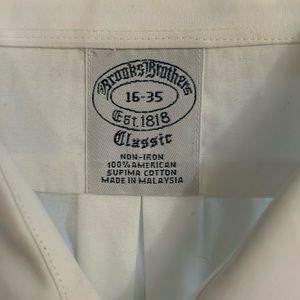 Brooks Brothers
16-35
Est. 1818
Classic
NON-IRON
100% AMERICAN
SUPIMA COTTON
MADE IN MALAYSIA